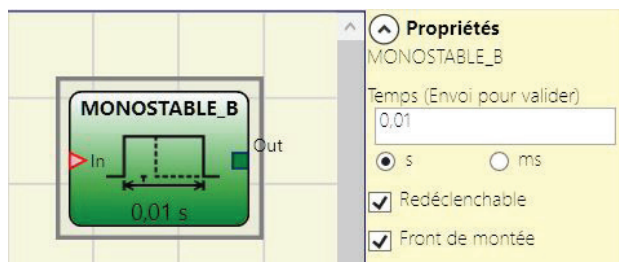 MONOSTABLE_B
In
Out
T
0,01 s
Propriétés
MONOSTABLE_B
Temps (Envoi pour valider)
0,01
s
ms
Redéclenchable
Front de montée